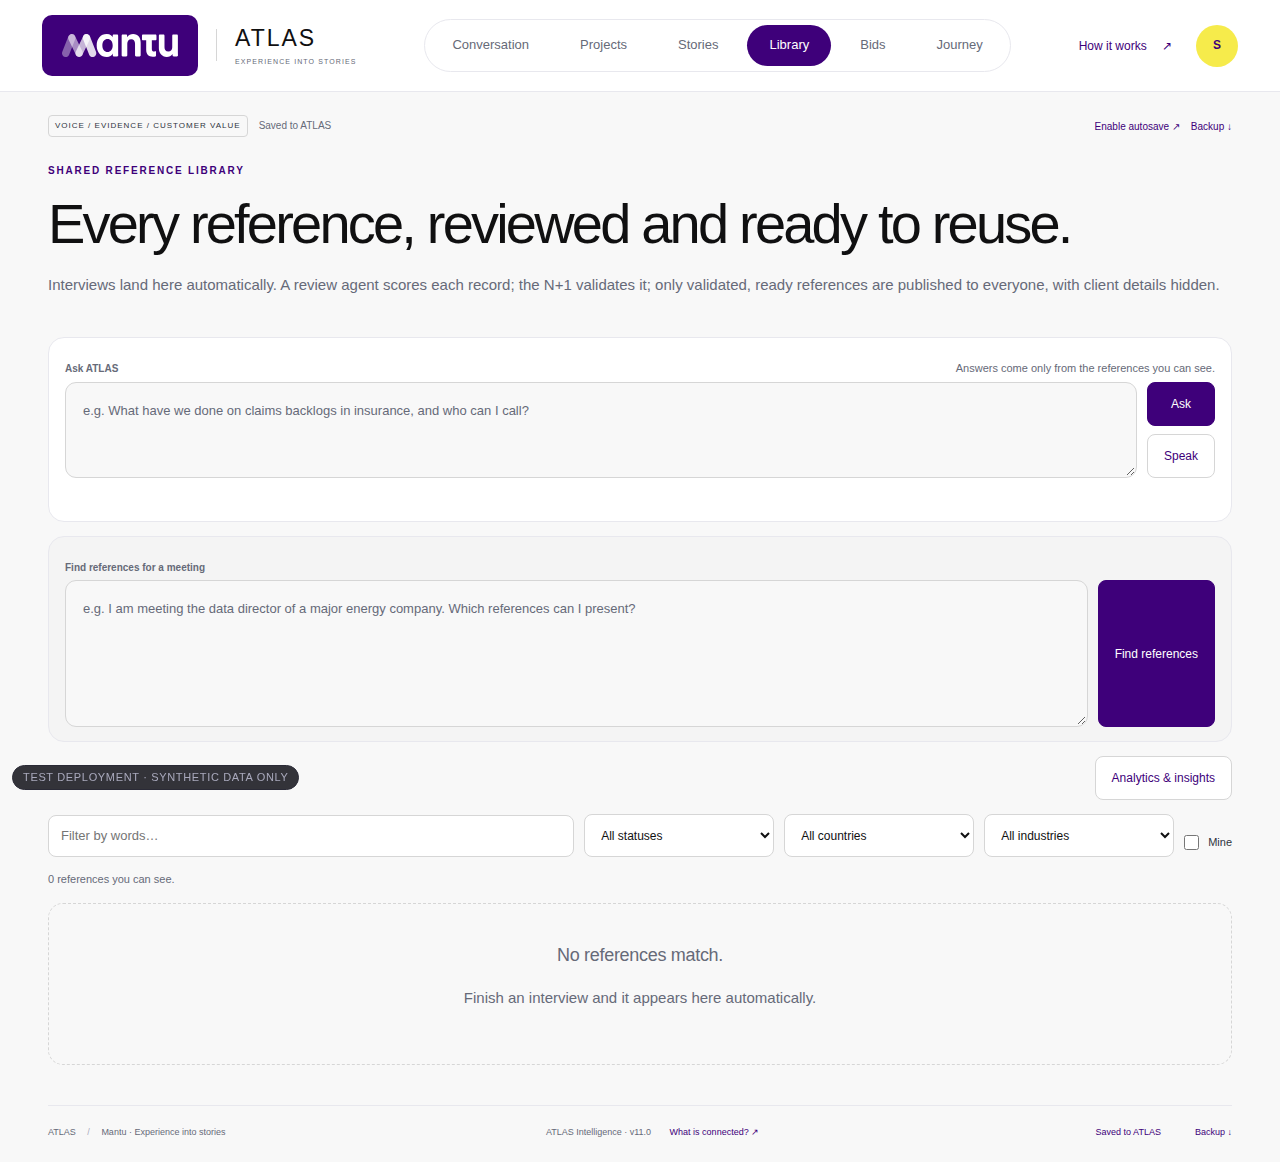 mantu
ATLAS
EXPERIENCE INTO STORIES
Conversation
Projects
Stories
Library
Bids
Journey
How it works ↗
S
VOICE / EVIDENCE / CUSTOMER VALUE
Saved to ATLAS
Enable autosave ↗
Backup ↓
SHARED REFERENCE LIBRARY
Every reference, reviewed and ready to reuse.
Interviews land here automatically. A review agent scores each record; the N+1 validates it; only validated, ready references are published to everyone, with client details hidden.
Ask ATLAS
Answers come only from the references you can see.
e.g. What have we done on claims backlogs in insurance, and who can I call?
Ask
Speak
Find references for a meeting
e.g. I am meeting the data director of a major energy company. Which references can I present?
Find references
TEST DEPLOYMENT · SYNTHETIC DATA ONLY
Analytics & insights
Filter by words…
All statuses
All countries
All industries
Mine
0 references you can see.
No references match.
Finish an interview and it appears here automatically.
ATLAS / Mantu · Experience into stories
ATLAS Intelligence · v11.0
What is connected? ↗
Saved to ATLAS
Backup ↓